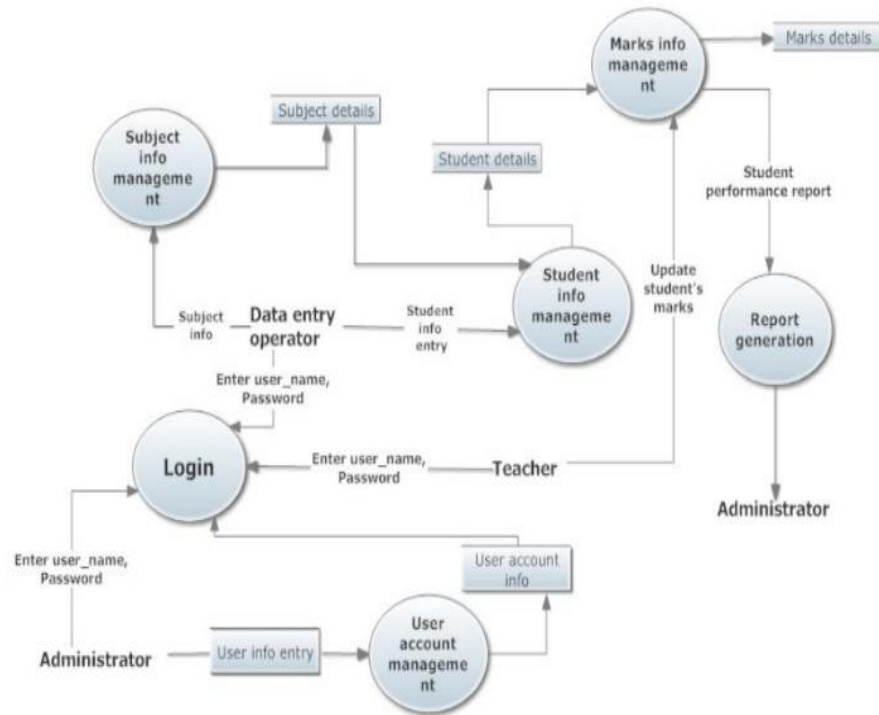 Marks info
manageme
nt
Marks details
Subject details
Subject
info
manageme
nt
Student details
Student
performance report
Student
info
manageme
nt
Update
student's
marks
Report
generation
Subject
info
Data entry
operator
Student
info
entry
Enter user_name,
Password
Login
Enter user_name,
Password
Teacher
Administrator
Enter user_name,
Password
User account
info
User
account
manageme
nt
User info entry
Administrator